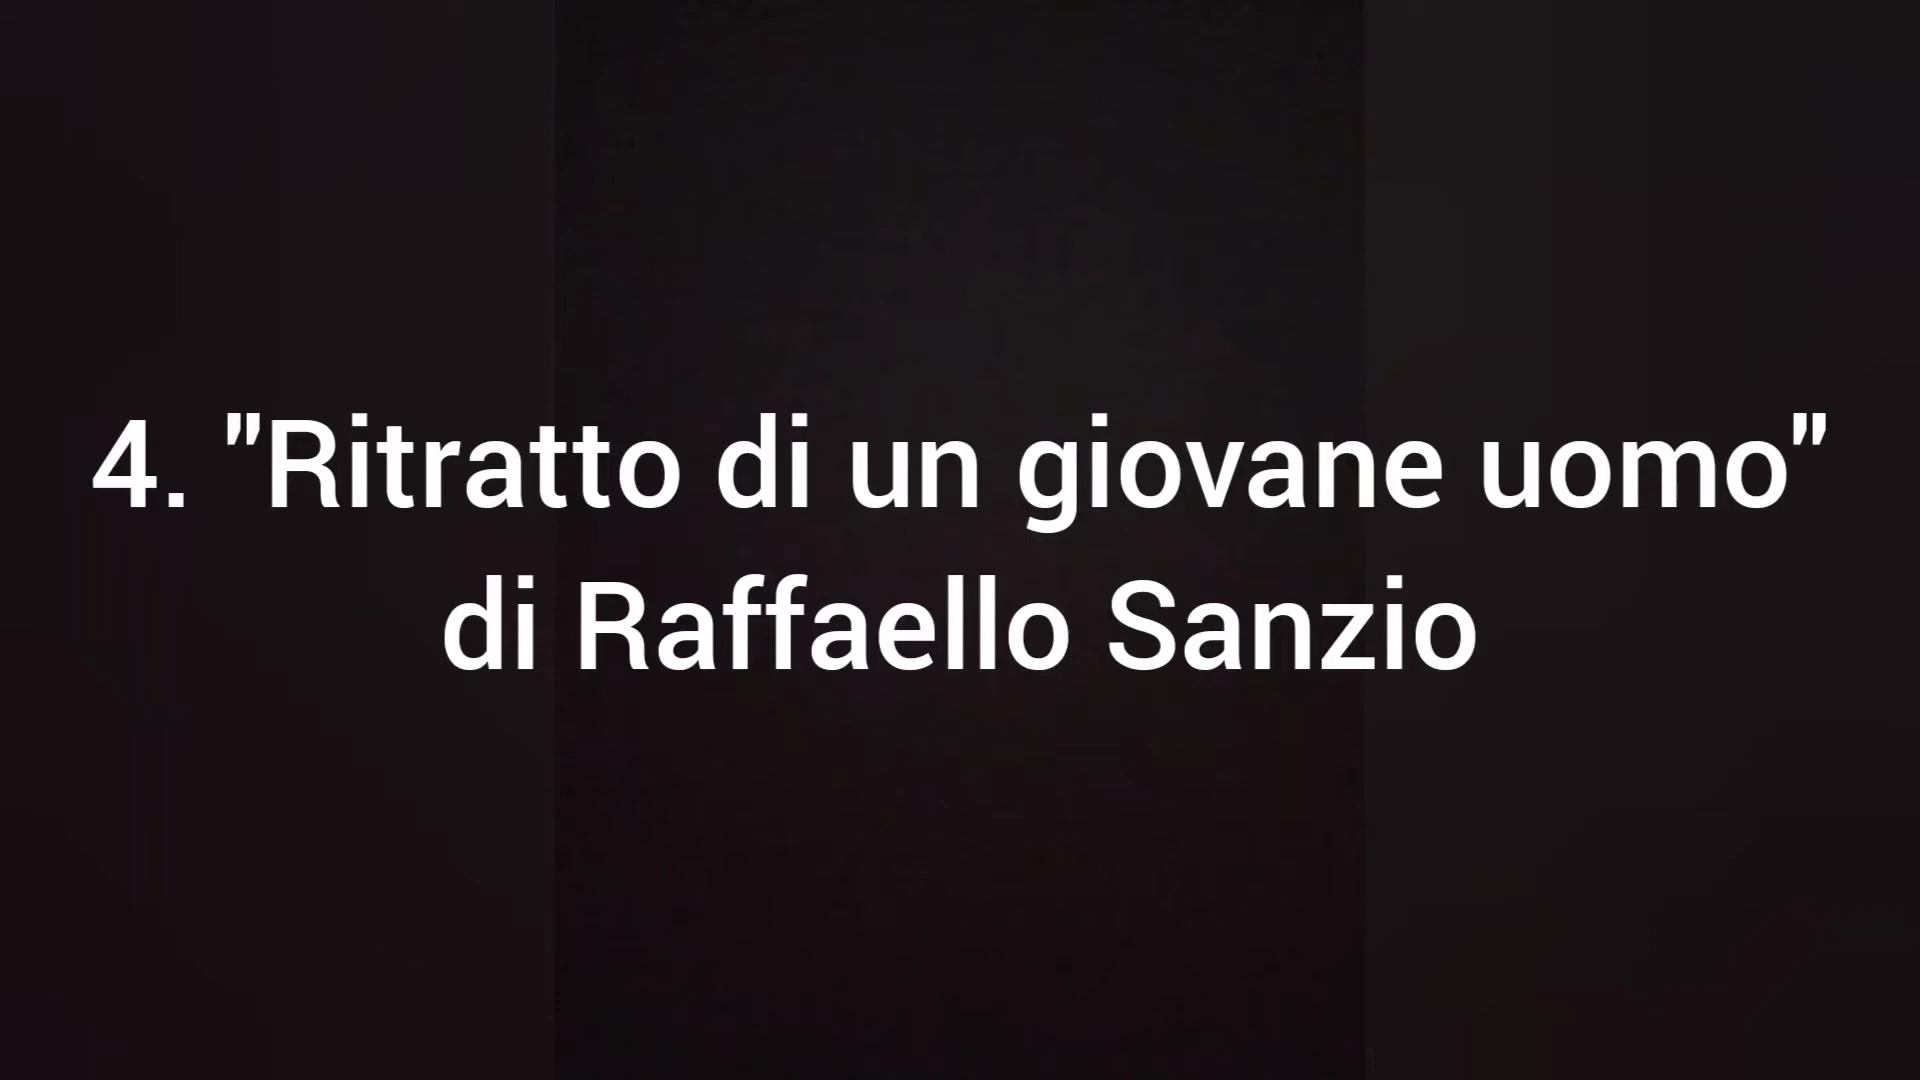 4. "Ritratto di un giovane uomo"
di Raffaello Sanzio